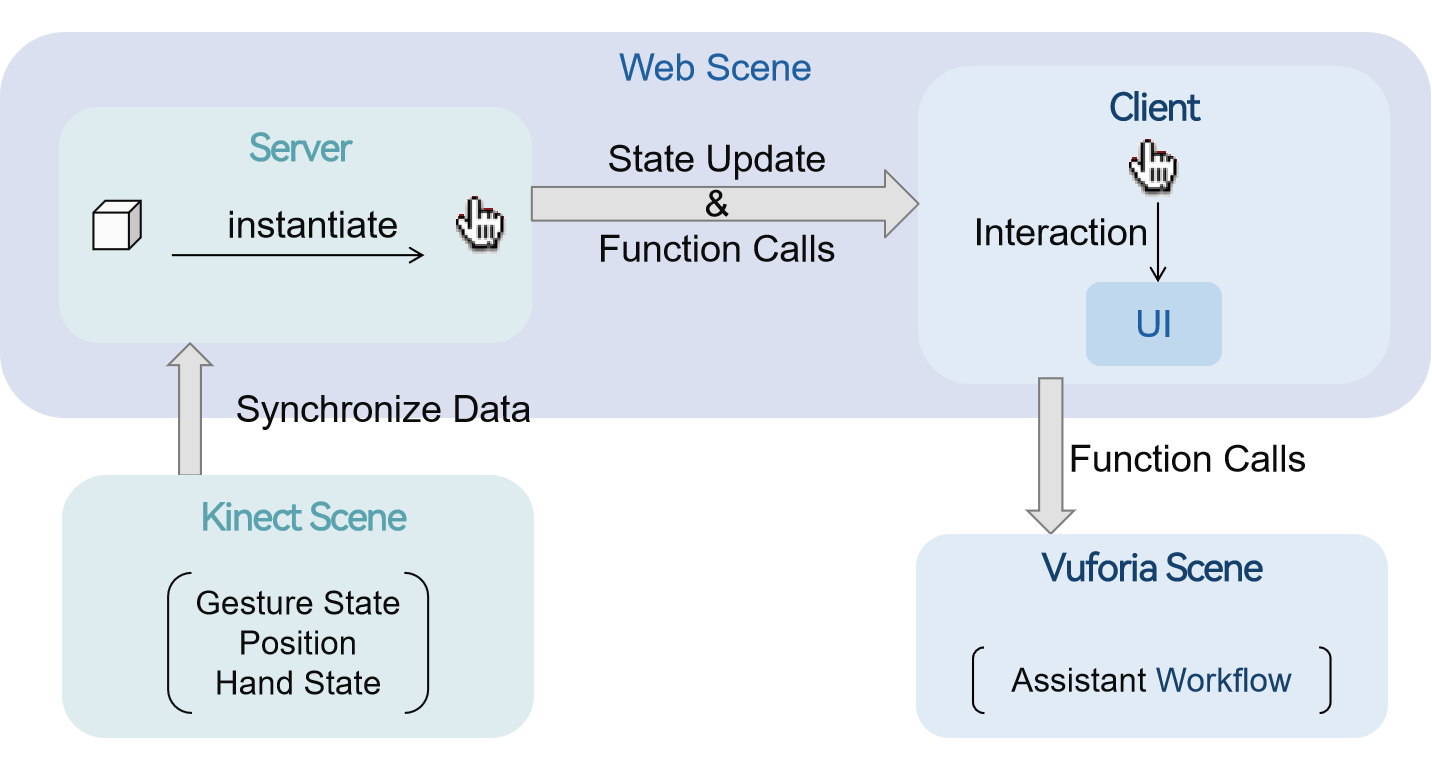 Web Scene
Server
instantiate
State Update
&
Function Calls
Client
Interaction
UI
Synchronize Data
Function Calls
Kinect Scene
Gesture State
Position
Hand State
Vuforia Scene
Assistant Workflow